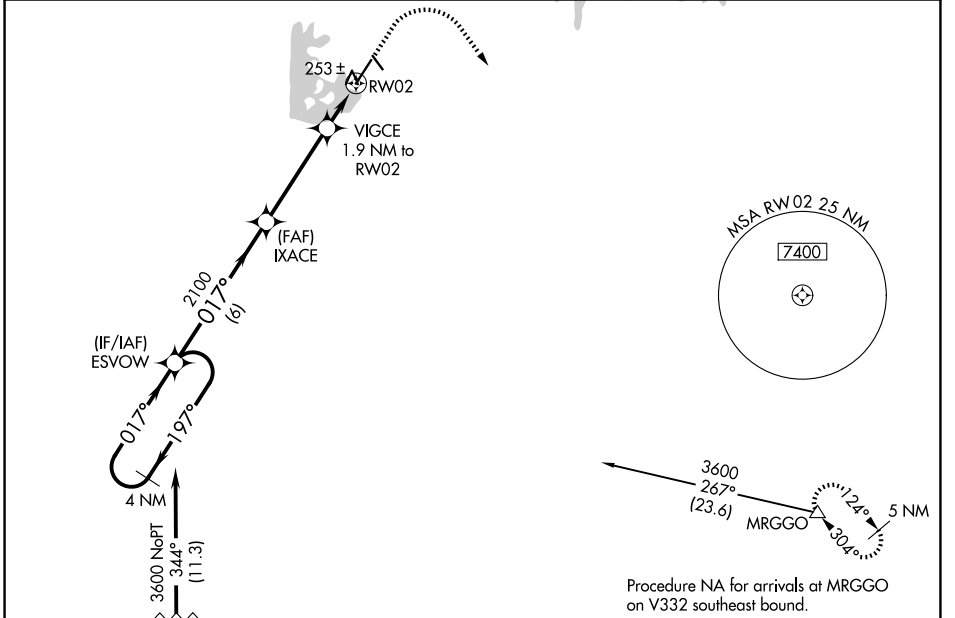 253 ±
RW02
VIGCE
1.9 NM to
RW02
(FAF)
IXACE
2100
017°
(6)
(IF/IAF)
ESVOW
017°
197°
4 NM
3600 NoPT
344°
(11.3)
MSA RW 02 25 NM
7400
3600
267°
(23.6)
MRGGO
124°
304°
5 NM
Procedure NA for arrivals at MRGGO
on V332 southeast bound.